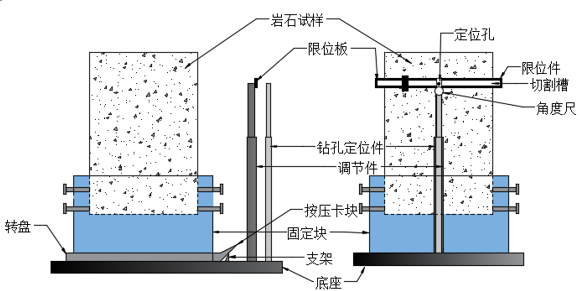 岩石试样
定位孔
限位板
限位件
切割槽
角度尺
钻孔定位件
调节件
按压卡块
转盘
固定块
支架
底座